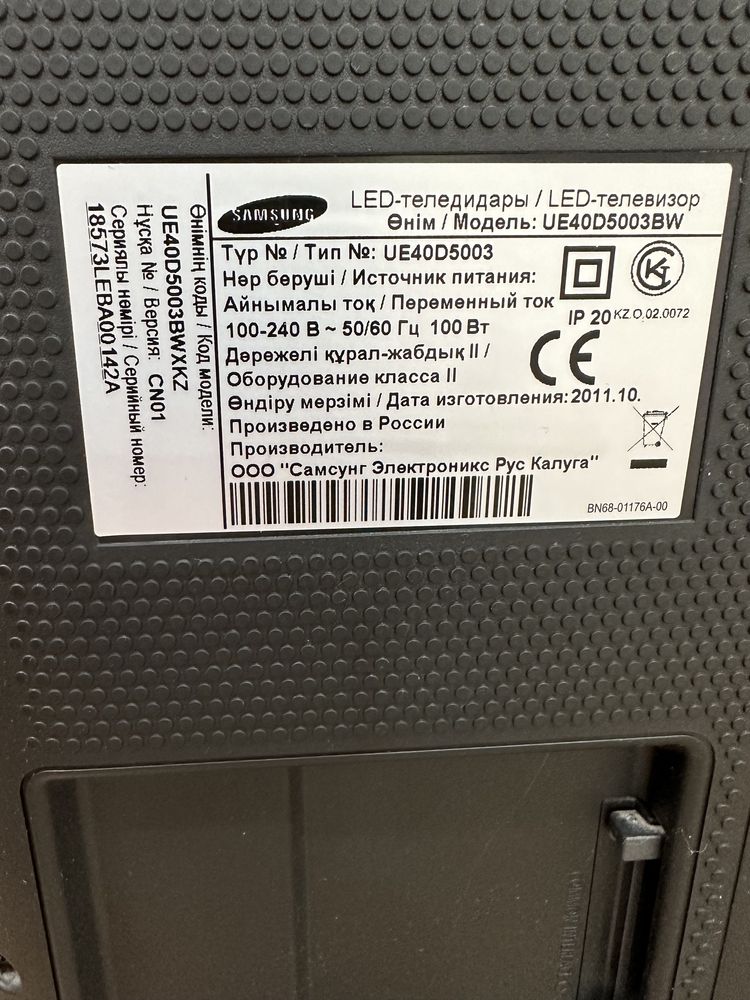 SAMSUNG
LED-теледидары / LED-телевизор
Өнім / Модель: UE40D5003BW
Түр № / Тип №: UE40D5003
Нәр беруші / Источник питания:
Айнымалы ток / Переменный ток
100-240 В ~ 50/60 Гц 100 Вт
Дәрежелі құрал-жабдық II /
Оборудование класса II
Өндіру мерзімі / Дата изготовления: 2011.10.
Произведено в России
Производитель:
ООО "Самсунг Электроникс Рус Калуга"
IP 20
KZ.O.02.0072
CE
BN68-01176A-00
Өнімнің коды / Код модели:
UE40D5003BWXKZ
Нұсқа № / Версия: CN01
Сериялы нөмірі / Серийный номер:
18573LEBA00142A